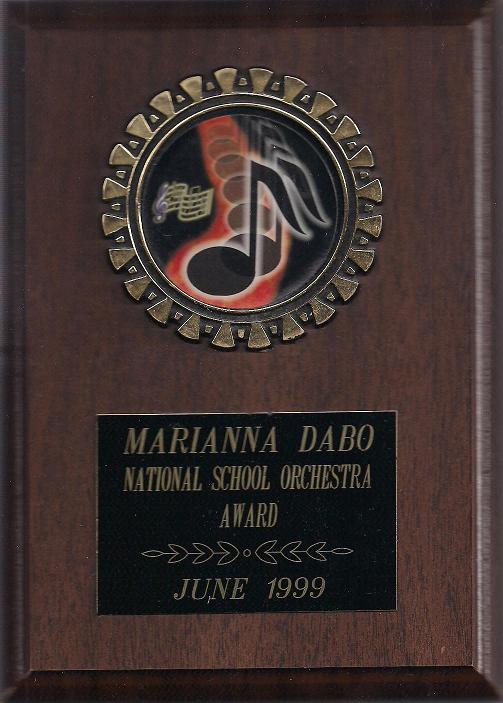 MARIANNA DABO
NATIONAL SCHOOL ORCHESTRA
AWARD
JUNE 1999